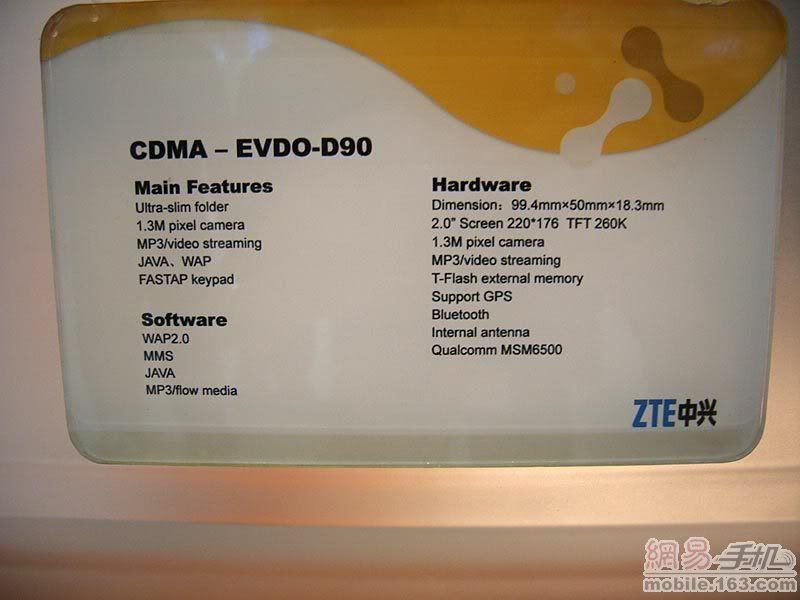 CDMA – EVDO-D90
Main Features
Ultra-slim folder
1.3M pixel camera
MP3/video streaming
JAVA、WAP
FASTAP keypad
Software
WAP2.0
MMS
JAVA
MP3/flow media
Hardware
Dimension：99.4mm×50mm×18.3mm
2.0” Screen 220*176 TFT 260K
1.3M pixel camera
MP3/video streaming
T-Flash external memory
Support GPS
Bluetooth
Internal antenna
Qualcomm MSM6500
ZTE中兴
網易 手机
mobile.163.com